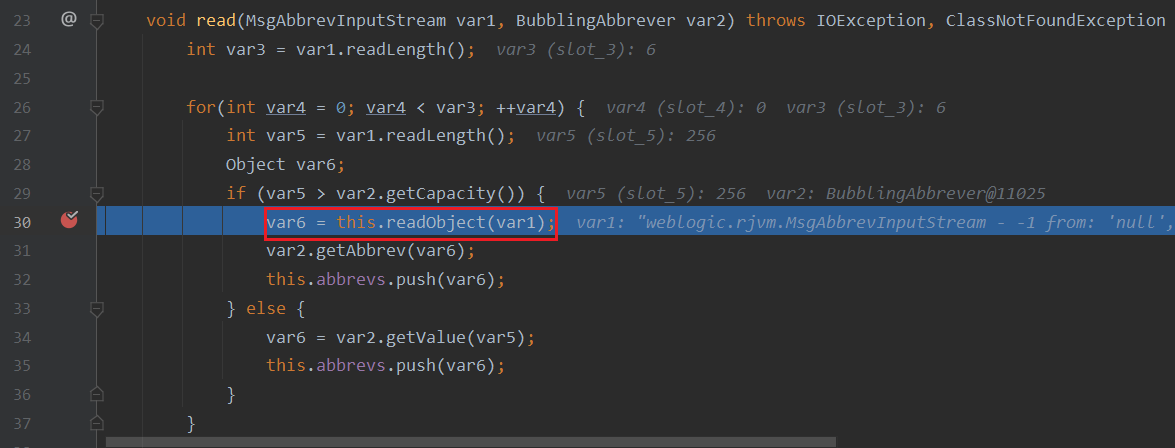 23 @ void read(MsgAbbrevInputStream var1, BubblingAbbrever var2) throws IOException, ClassNotFoundException
24 int var3 = var1.readLength(); var3 (slot_3): 6
25
26 for(int var4 = 0; var4 < var3; ++var4) { var4 (slot_4): 0 var3 (slot_3): 6
27 int var5 = var1.readLength(); var5 (slot_5): 256
28 Object var6;
29 if (var5 > var2.getCapacity()) { var5 (slot_5): 256 var2: BubblingAbbrever@11025
30 var6 = this.readObject(var1); var1: "weblogic.rjvm.MsgAbbrevInputStream - -1 from: 'null',
31 var2.getAbbrev(var6);
32 this.abbrevs.push(var6);
33 } else {
34 var6 = var2.getValue(var5);
35 this.abbrevs.push(var6);
36 }
37 }